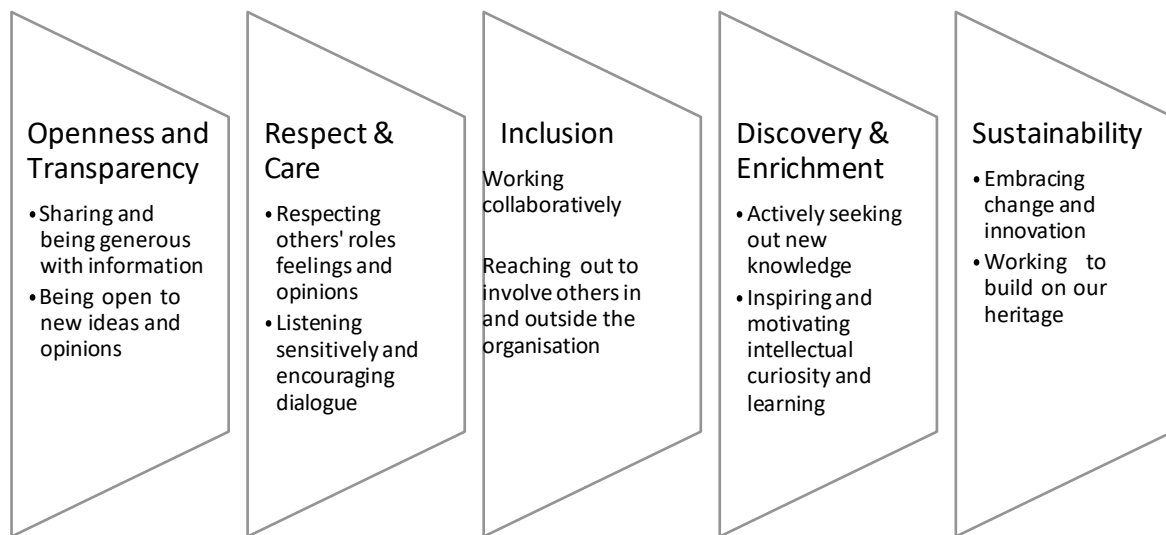 Openness and
Transparency
•Sharing and
being generous
with information
•Being open to
new ideas and
opinions
Respect &
Care
•Respecting
others' roles
feelings and
opinions
•Listening
sensitively and
encouraging
dialogue
Inclusion
Working
collaboratively
Reaching out to
involve others in
and outside the
organisation
Discovery &
Enrichment
•Actively seeking
out new
knowledge
•Inspiring and
motivating
intellectual
curiosity and
learning
Sustainability
•Embracing
change and
innovation
•Working to
build on our
heritage